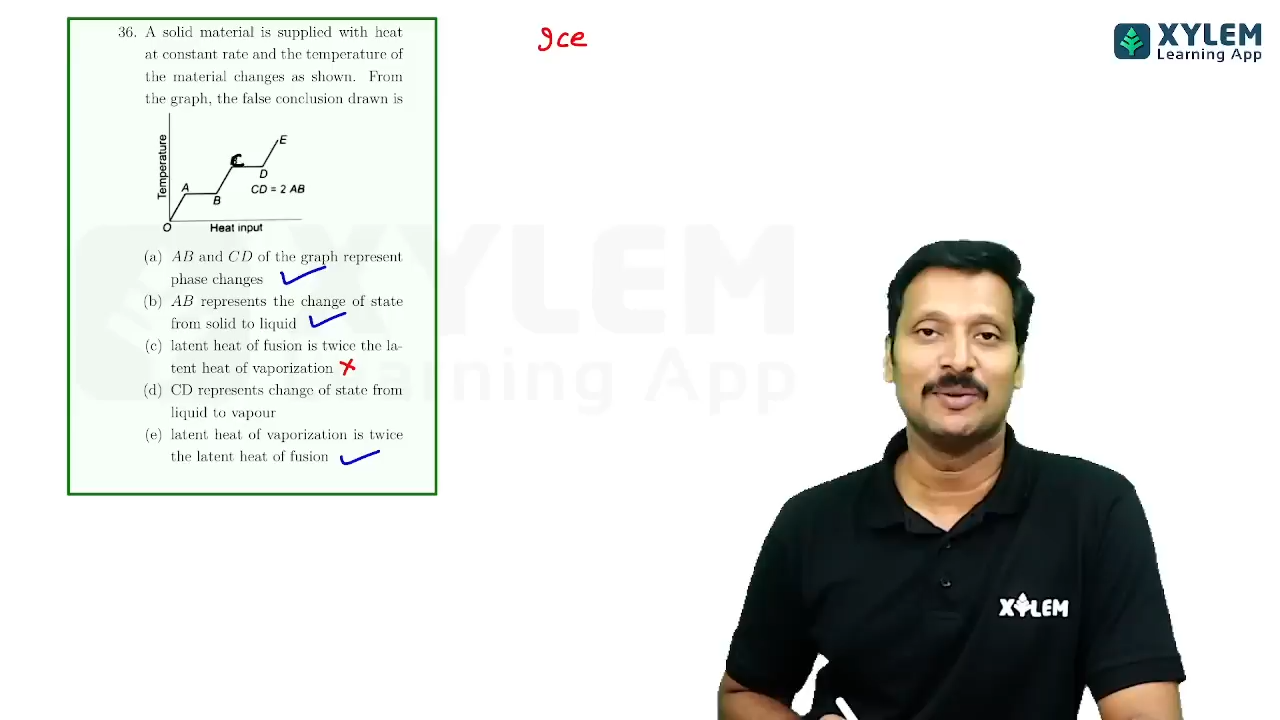 36. A solid material is supplied with heat
at constant rate and the temperature of
the material changes as shown. From
the graph, the false conclusion drawn is
Temperature
E
C
D
A
B
CD = 2 AB
O
Heat input
(a) AB and CD of the graph represent
phase changes
(b) AB represents the change of state
from solid to liquid
(c) latent heat of fusion is twice the la-
tent heat of vaporization
(d) CD represents change of state from
liquid to vapour
(e) latent heat of vaporization is twice
the latent heat of fusion
XYLEM
Learning App
XYLEM
Learning App
XYLEM